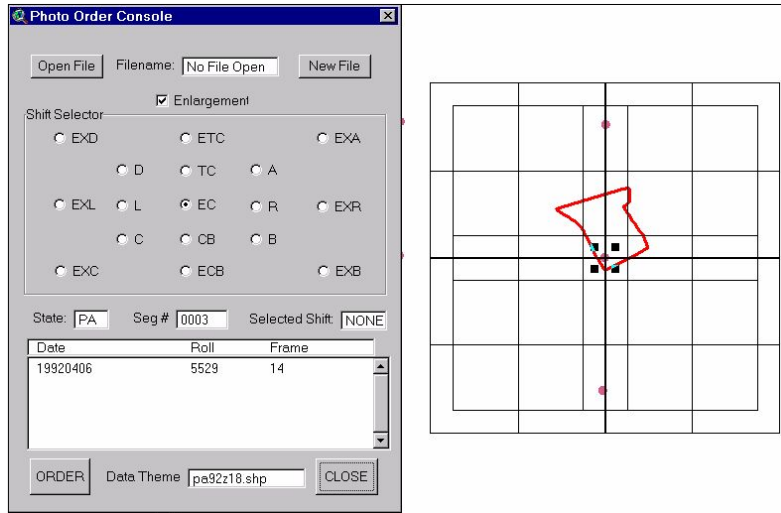 Photo Order Console
Open File Filename: No File Open New File
Enlargement
Shift Selector
EXD ETC EXA
D TC A
EXL L EC R EXR
C CB B
EXC ECB EXB
State: PA Seg # 0003 Selected Shift: NONE
Date Roll Frame
19920406 5529 14
ORDER Data Theme pa92z18.shp CLOSE